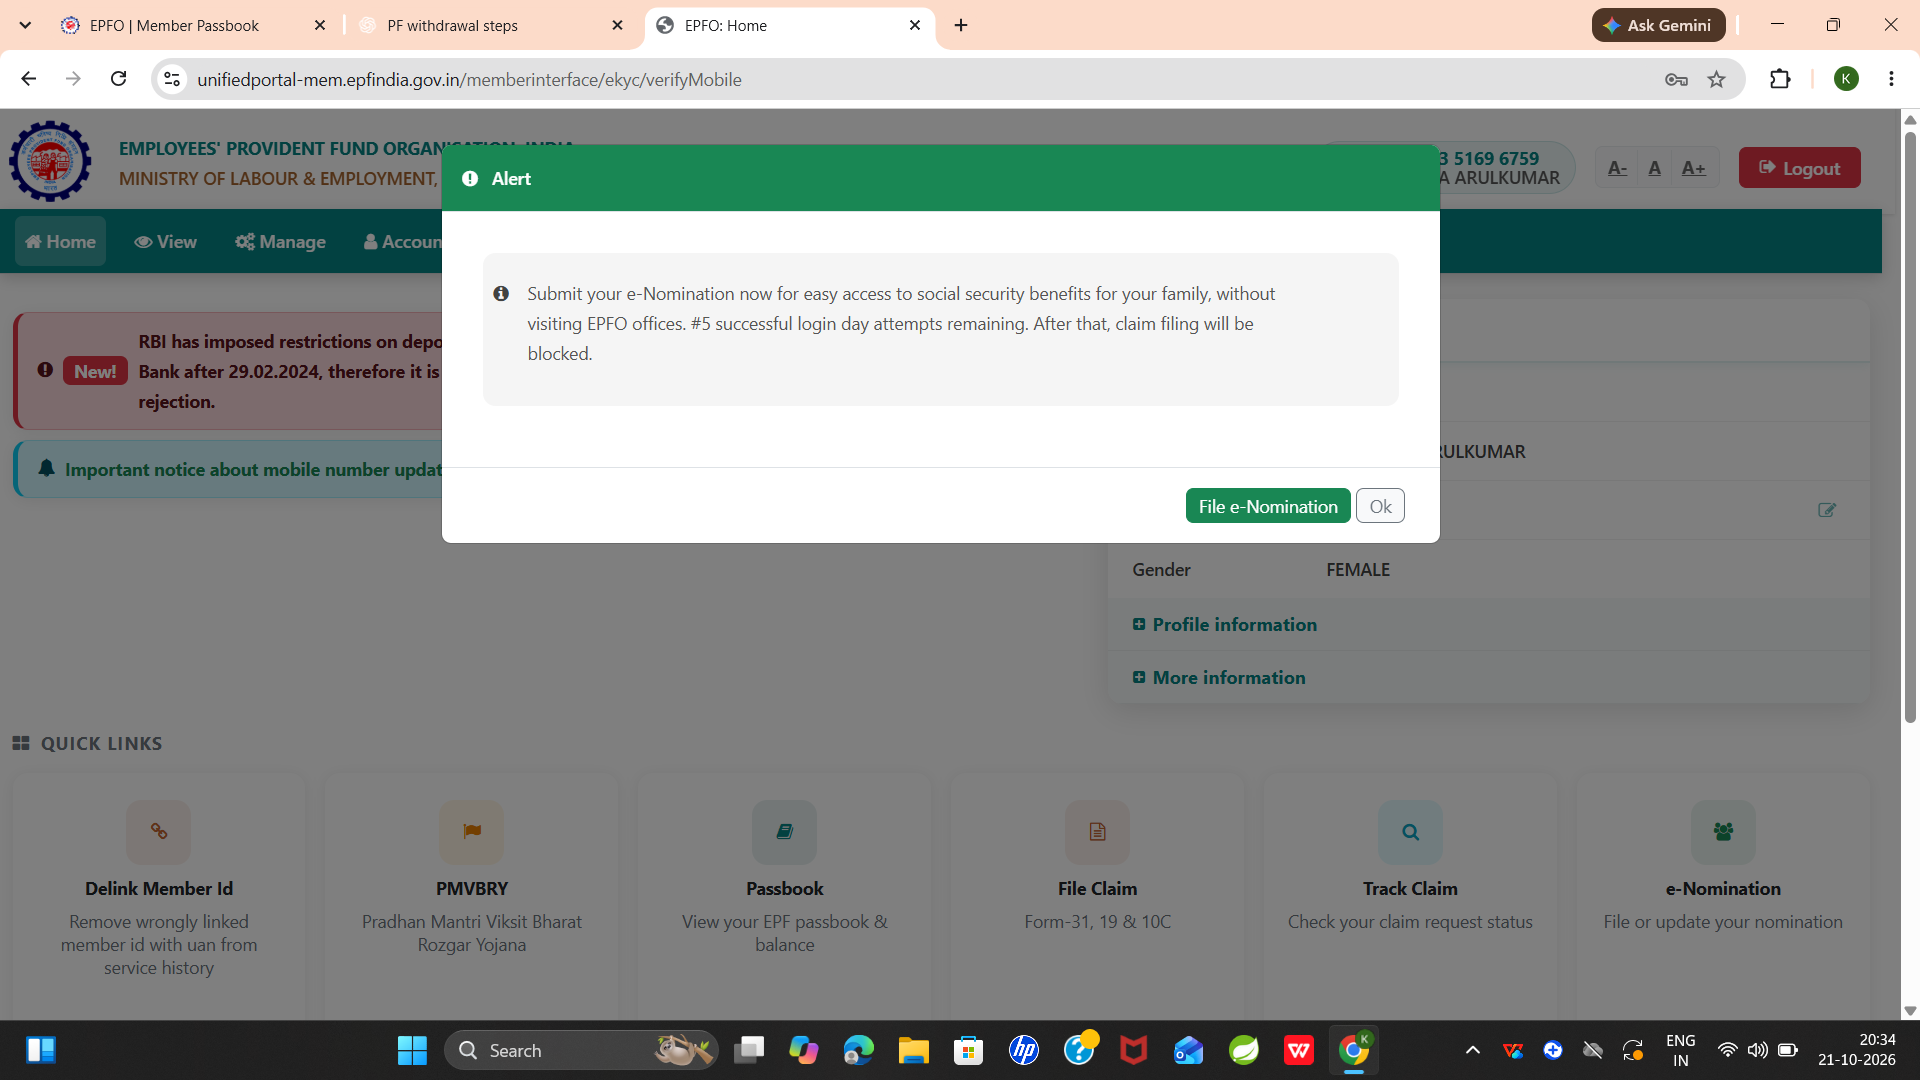 EPFO | Member Passbook
PF withdrawal steps
EPFO: Home
Ask Gemini
unifiedportal-mem.epfindia.gov.in/memberinterface/ekyc/verifyMobile
K
EMPLOYEES' PROVIDENT FUND ORGANISATION, INDIA
MINISTRY OF LABOUR & EMPLOYMENT,
3 5169 6759
A ARULKUMAR
A-
A
A+
Logout
Home
View
Manage
Accoun
Alert
Submit your e-Nomination now for easy access to social security benefits for your family, without
visiting EPFO offices. #5 successful login day attempts remaining. After that, claim filing will be
blocked.
File e-Nomination
Ok
New!
RBI has imposed restrictions on depo
Bank after 29.02.2024, therefore it is
rejection.
Important notice about mobile number updat
RULKUMAR
Gender
FEMALE
Profile information
More information
QUICK LINKS
Delink Member Id
Remove wrongly linked
member id with uan from
service history
PMVBRY
Pradhan Mantri Viksit Bharat
Rozgar Yojana
Passbook
View your EPF passbook &
balance
File Claim
Form-31, 19 & 10C
Track Claim
Check your claim request status
e-Nomination
File or update your nomination
Search
hp
ENG
IN
20:34
21-10-2026